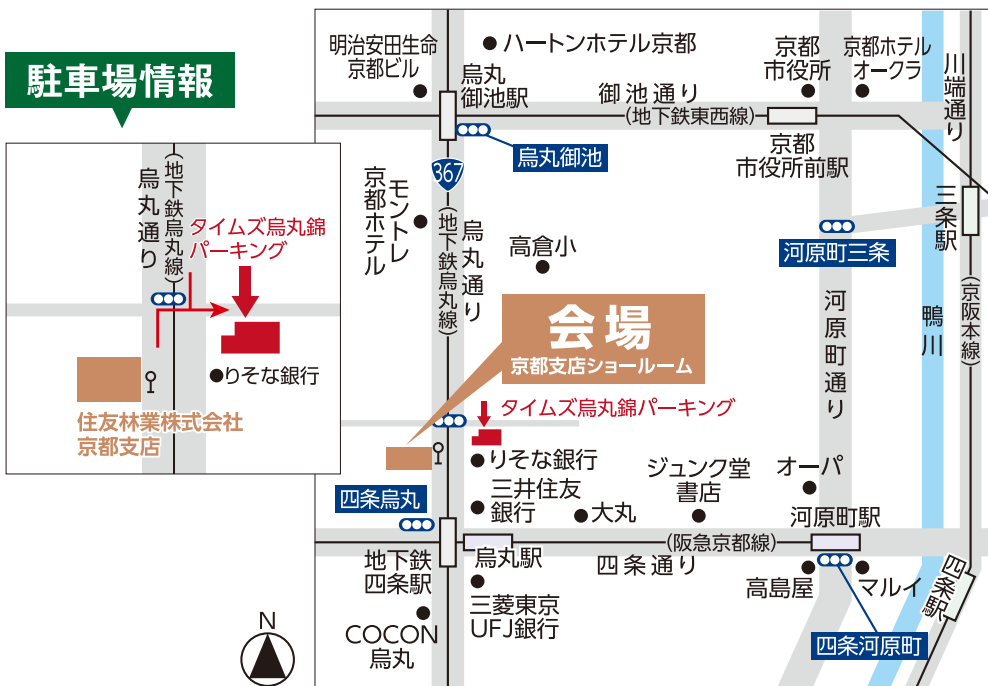 駐車場情報
烏丸通り
(地下鉄烏丸線)
タイムズ烏丸錦
パーキング
りそな銀行
住友林業株式会社
京都支店
明治安田生命
京都ビル
ハートンホテル京都
烏丸
御池駅
御池通り
(地下鉄東西線)
京都
市役所
京都ホテル
オークラ
川端通り
烏丸御池
京都
市役所前駅
367
モントレ
京都ホテル
(地下鉄烏丸線)
烏丸通り
高倉小
河原町三条
三条駅
(京阪本線)
鴨川
河原町通り
会場
京都支店ショールーム
タイムズ烏丸錦パーキング
りそな銀行
三井住友
銀行
四条烏丸
大丸
ジュンク堂
書店
オーパ
河原町駅
地下鉄
四条駅
烏丸駅
(阪急京都線)
四条通り
高島屋
マルイ
四条駅
三菱東京
UFJ銀行
COCON
烏丸
四条河原町
N